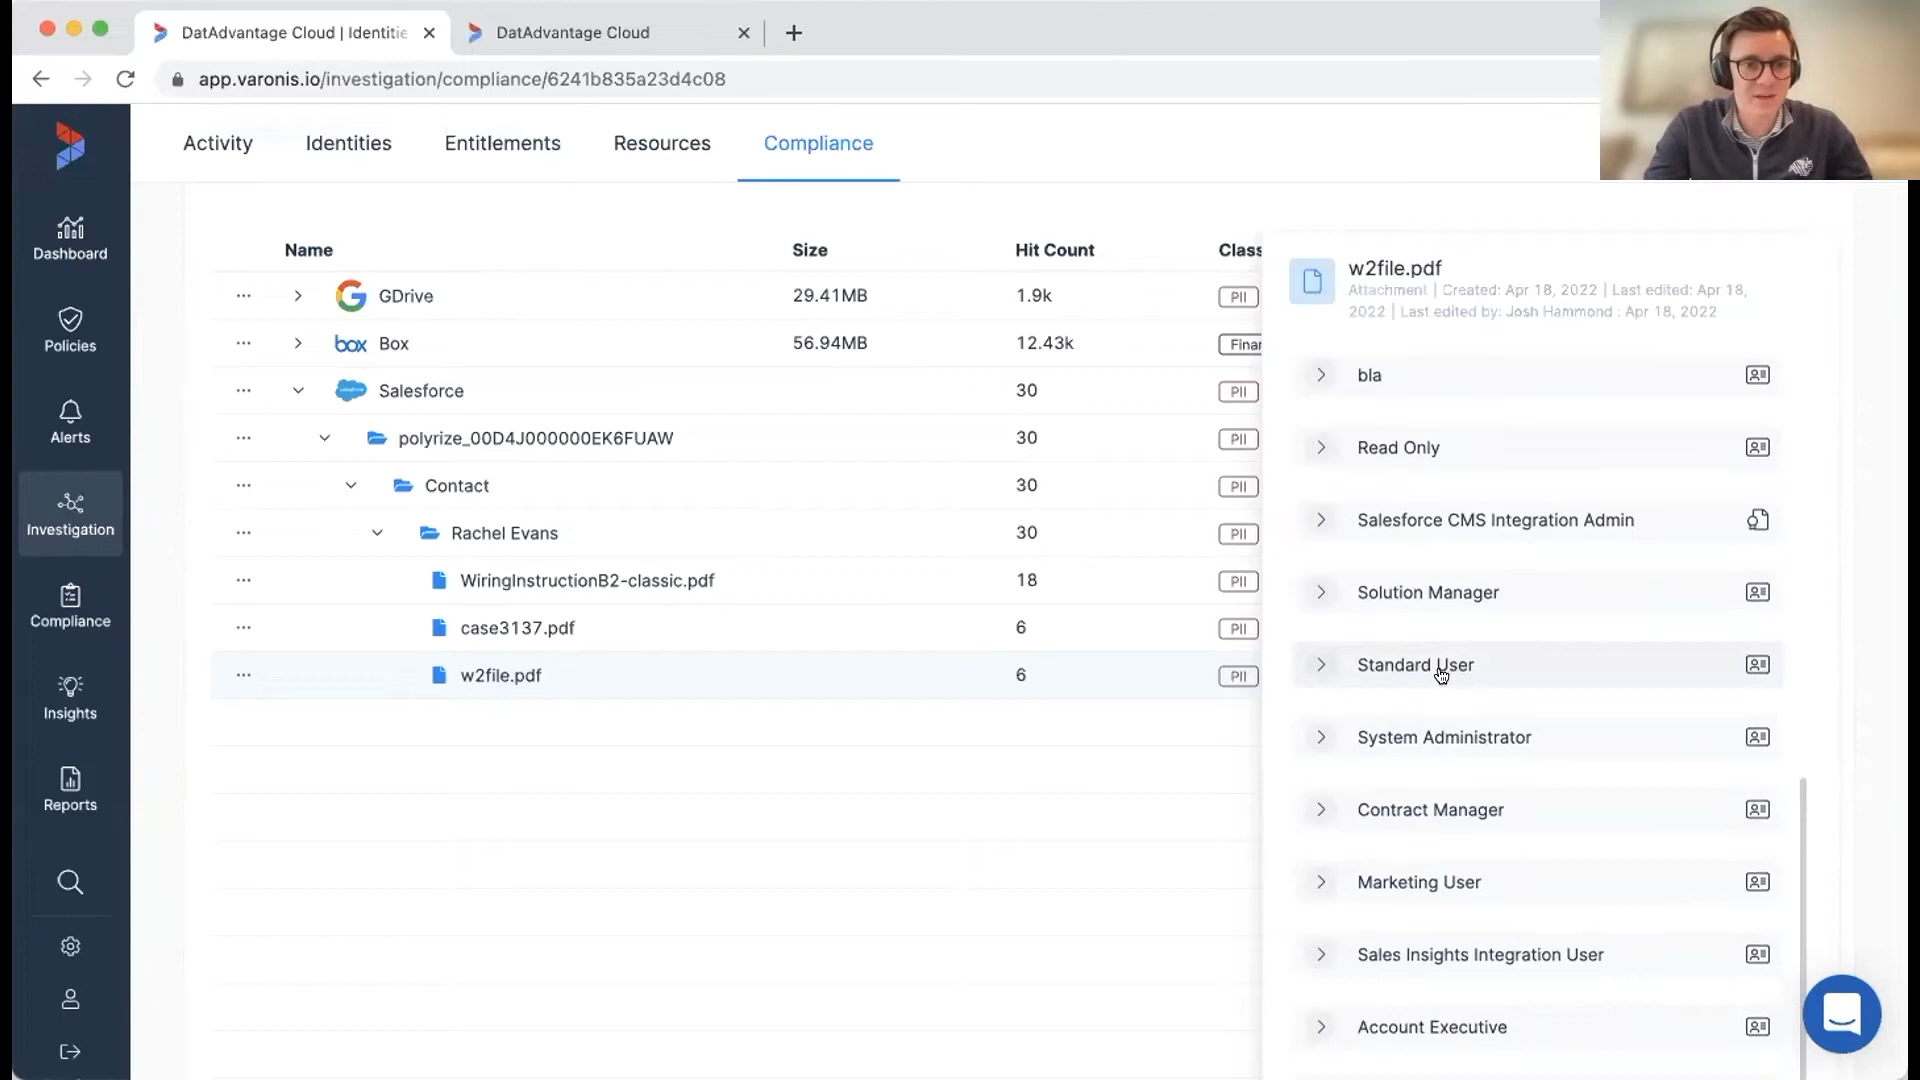 DatAdvantage Cloud | Identitie
DatAdvantage Cloud
app.varonis.io/investigation/compliance/6241b835a23d4c08
Activity
Identities
Entitlements
Resources
Compliance
Dashboard
Policies
Alerts
Investigation
Compliance
Insights
Reports
Name
Size
Hit Count
Class
GDrive
29.41MB
1.9k
PII
box
Box
56.94MB
12.43k
Finan
Salesforce
30
PII
polyrize_00D4J000000EK6FUAW
30
PII
Contact
30
PII
Rachel Evans
30
PII
WiringInstructionB2-classic.pdf
18
PII
case3137.pdf
6
PII
w2file.pdf
6
PII
w2file.pdf
Attachment | Created: Apr 18, 2022 | Last edited: Apr 18,
2022 | Last edited by: Josh Hammond : Apr 18, 2022
bla
Read Only
Salesforce CMS Integration Admin
Solution Manager
Standard User
System Administrator
Contract Manager
Marketing User
Sales Insights Integration User
Account Executive